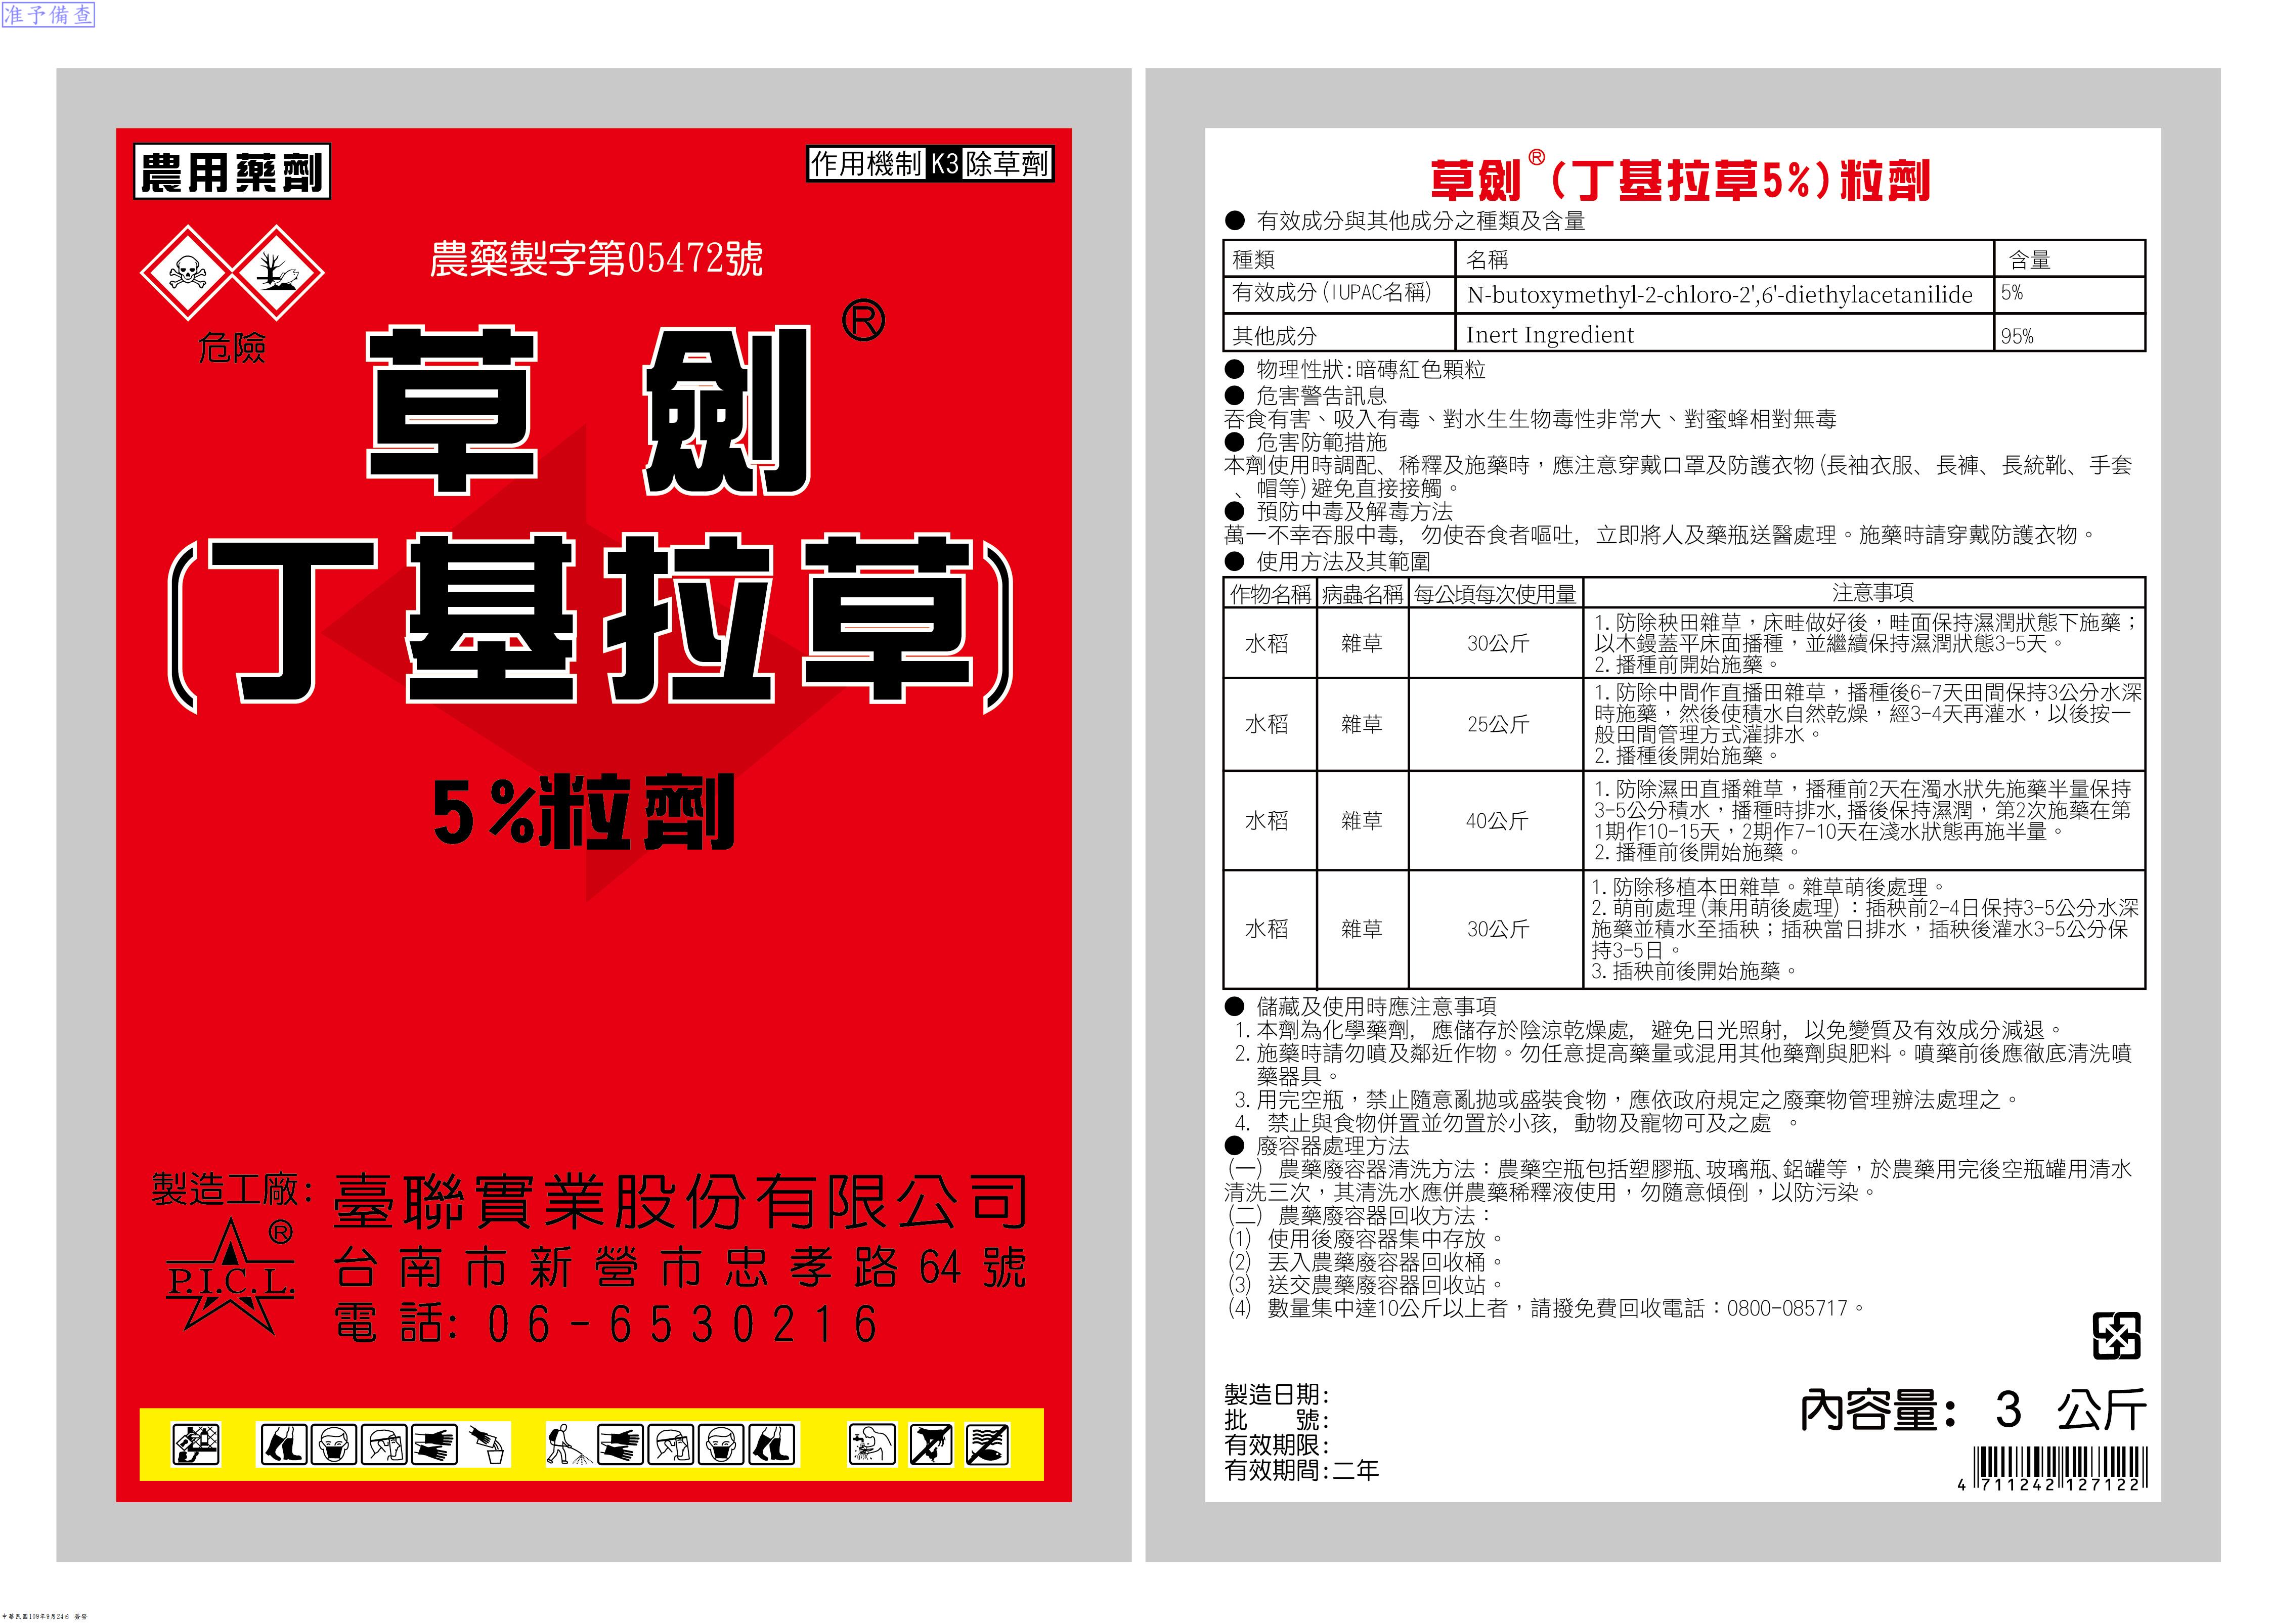 准予備查
農用藥劑
作用機制 K3 除草劑
農藥製字第05472號
危險
草劍®
(丁基拉草)
5%粒劑
製造工廠: 臺聯實業股份有限公司
®
P.I.C.L.
台南市新營市忠孝路64號
電話: 06-6530216
草劍®(丁基拉草5%)粒劑
● 有效成分與其他成分之種類及含量
種類 名稱 含量
有效成分(IUPAC名稱) N-butoxymethyl-2-chloro-2',6'-diethylacetanilide 5%
其他成分 Inert Ingredient 95%
● 物理性狀:暗磚紅色顆粒
● 危害警告訊息
吞食有害、吸入有毒、對水生生物毒性非常大、對蜜蜂相對無毒
● 危害防範措施
本劑使用時調配、稀釋及施藥時，應注意穿戴口罩及防護衣物(長袖衣服、長褲、長統靴、手套
、帽等)避免直接接觸。
● 預防中毒及解毒方法
萬一不幸吞服中毒，勿使吞食者嘔吐，立即將人及藥瓶送醫處理。施藥時請穿戴防護衣物。
● 使用方法及其範圍
作物名稱 病蟲名稱 每公頃每次使用量 注意事項
水稻 雜草 30公斤
1.防除秧田雜草，床畦做好後，畦面保持濕潤狀態下施藥；
以木鏝蓋平床面播種，並繼續保持濕潤狀態3-5天。
2.播種前開始施藥。
水稻 雜草 25公斤
1.防除中間作直播田雜草，播種後6-7天田間保持3公分水深
時施藥，然後使積水自然乾燥，經3-4天再灌水，以後按一
般田間管理方式灌排水。
2.播種後開始施藥。
水稻 雜草 40公斤
1.防除濕田直播雜草，播種前2天在濁水狀先施藥半量保持
3-5公分積水，播種時排水,播後保持濕潤，第2次施藥在第
1期作10-15天，2期作7-10天在淺水狀態再施半量。
2.播種前後開始施藥。
水稻 雜草 30公斤
1.防除移植本田雜草。雜草萌後處理。
2.萌前處理(兼用萌後處理)：插秧前2-4日保持3-5公分水深
施藥並積水至插秧；插秧當日排水，插秧後灌水3-5公分保
持3-5日。
3.插秧前後開始施藥。
● 儲藏及使用時應注意事項
1.本劑為化學藥劑，應儲存於陰涼乾燥處，避免日光照射，以免變質及有效成分減退。
2.施藥時請勿噴及鄰近作物。勿任意提高藥量或混用其他藥劑與肥料。噴藥前後應徹底清洗噴
藥器具。
3.用完空瓶，禁止隨意亂拋或盛裝食物，應依政府規定之廢棄物管理辦法處理之。
4. 禁止與食物併置並勿置於小孩，動物及寵物可及之處 。
● 廢容器處理方法
(一) 農藥廢容器清洗方法：農藥空瓶包括塑膠瓶、玻璃瓶、鋁罐等，於農藥用完後空瓶罐用清水
清洗三次，其清洗水應併農藥稀釋液使用，勿隨意傾倒，以防污染。
(二) 農藥廢容器回收方法：
(1) 使用後廢容器集中存放。
(2) 丟入農藥廢容器回收桶。
(3) 送交農藥廢容器回收站。
(4) 數量集中達10公斤以上者，請撥免費回收電話：0800-085717。
製造日期:
批 號:
有效期限:
有效期間:二年
內容量: 3 公斤
4 711242 127122
中華民國109年9月24日 簽發